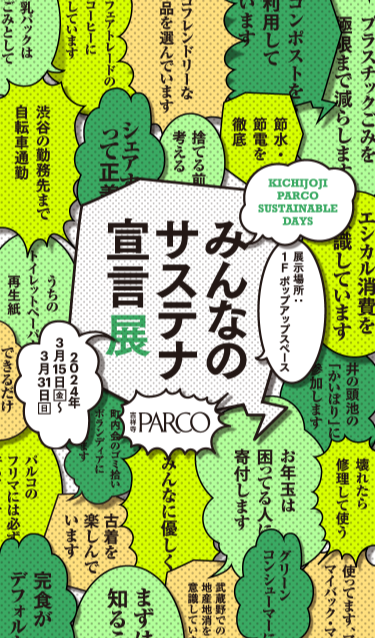 乳パックは
ごみとして
フェアトレードの
コーヒーに
しています
コフレンドリーな
品を選んでいます
コンポストを
利用して
います
プラスチックごみを
極限まで減らします
渋谷の勤務先まで
自転車通勤
シェアオ
って正義
捨てる前
考える
節水・
節電を
徹底
KICHIJOJI
PARCO
SUSTAINABLE
DAYS
エシカル消費を
識しています
みんなの
サステナ
宣言展
展示場所：
1F ポップアップスペース
うちの
トイレットペーパ
再生紙
2024年
3月15日(金)〜
3月31日(日)
吉祥寺
PARCO
できるだけ
井の頭池の
「かいぼり」に
参加します
町内会のゴミ拾い
ボランティアに
ます
みんなに優しく
お年玉は
困ってる人に
寄付します
壊れたら
修理して使う
パルコの
フリマには必ず
古着を
楽しんで
います
完食が
デフォル
まずは
知るこ
武蔵野での
地産地消を
意識してい
グリーン
コンシューマーに
使ってます、
マイバック・マ